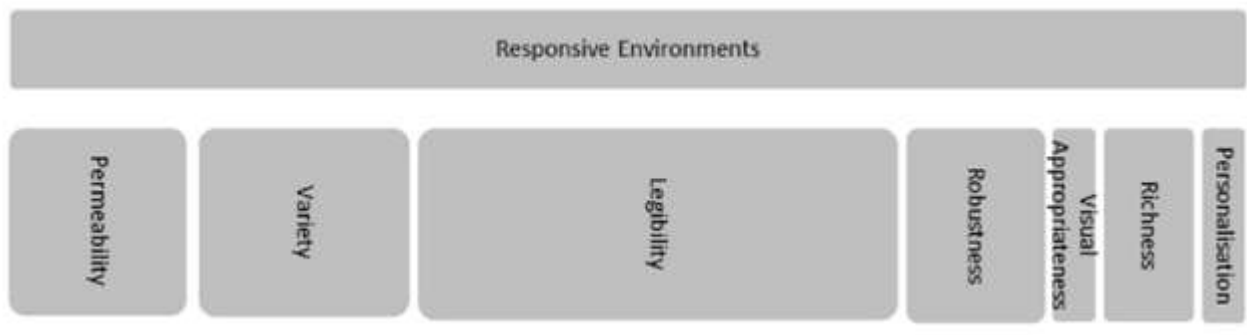 Responsive Environments
Permeability
Variety
Legibility
Robustness
Visual
Appropriateness
Richness
Personalisation